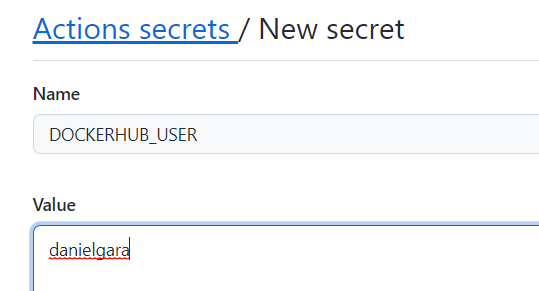 Actions secrets / New secret
Name
DOCKERHUB_USER
Value
danielgara